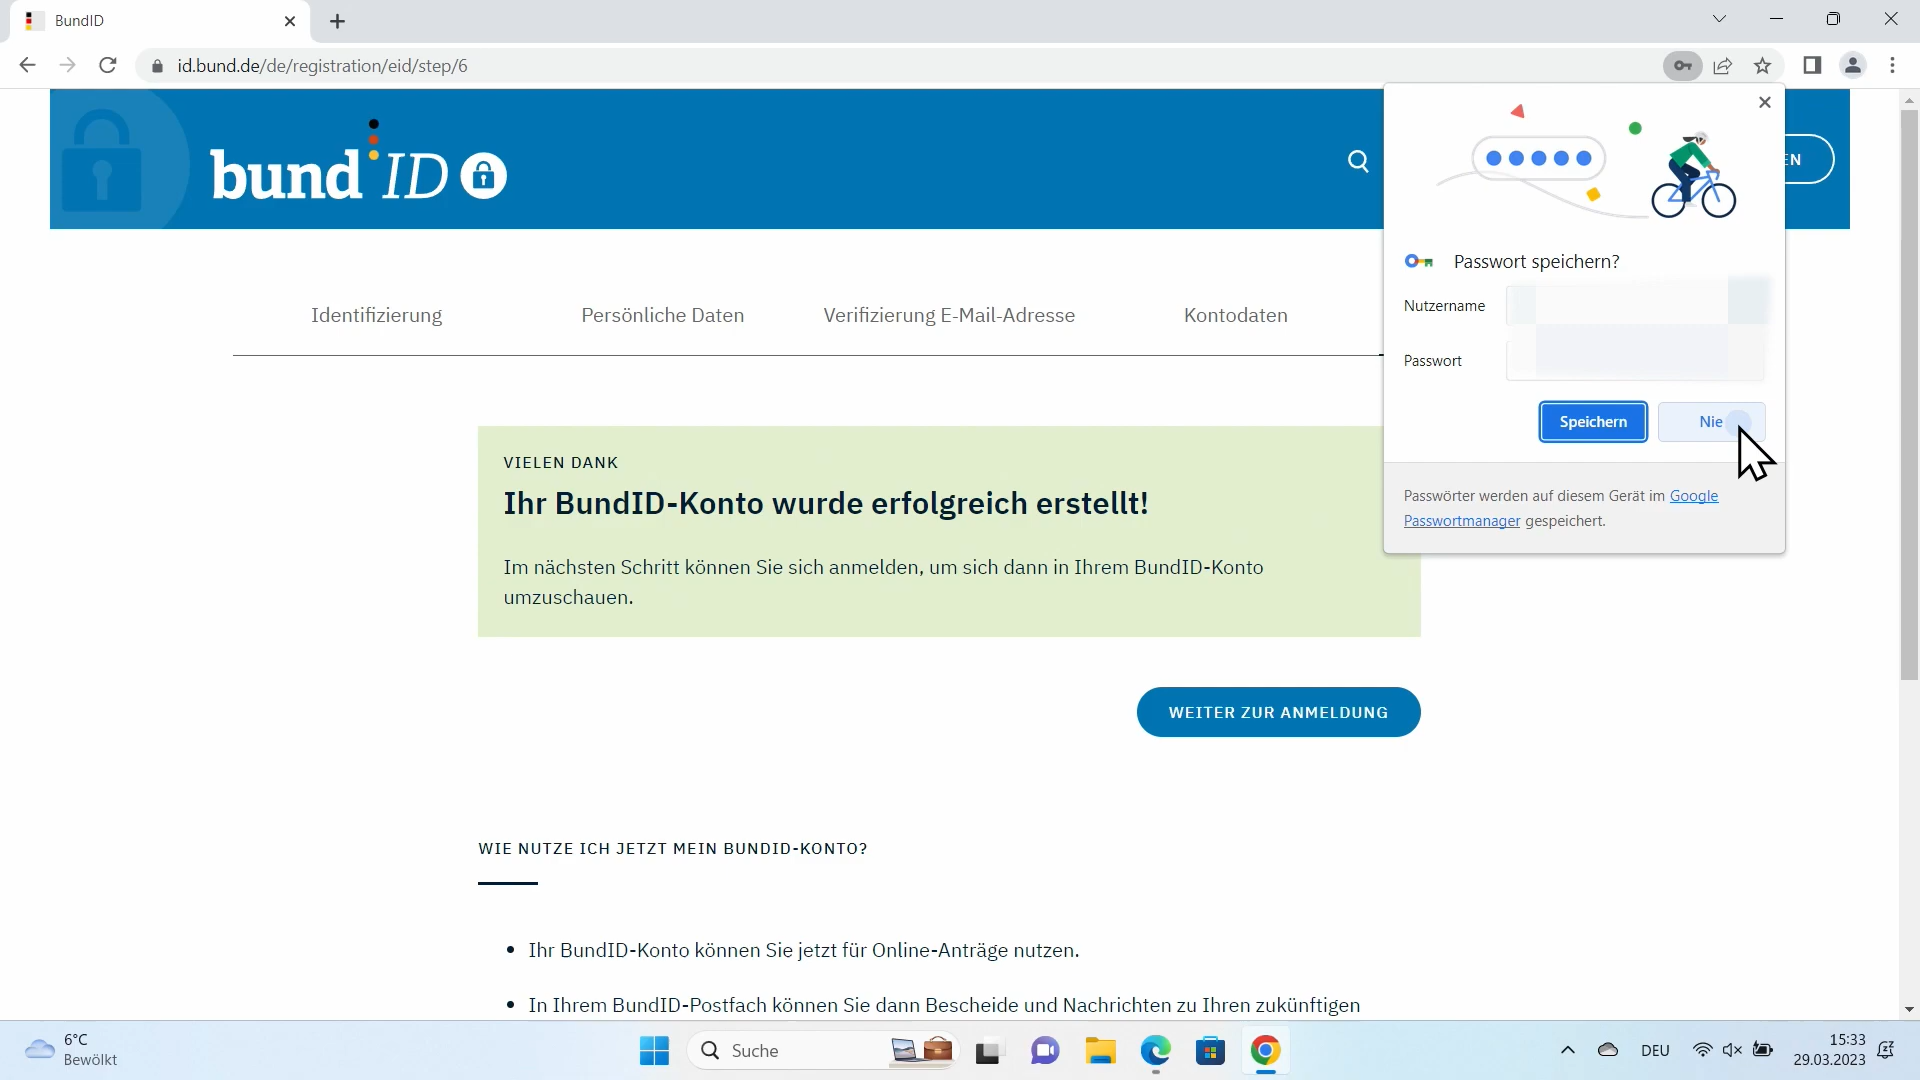 BundID
id.bund.de/de/registration/eid/step/6
bund ID
EN
Passwort speichern?
Nutzername
Passwort
Speichern
Nie
Passwörter werden auf diesem Gerät im Google
Passwortmanager gespeichert.
Identifizierung
Persönliche Daten
Verifizierung E-Mail-Adresse
Kontodaten
VIELEN DANK
Ihr BundID-Konto wurde erfolgreich erstellt!
Im nächsten Schritt können Sie sich anmelden, um sich dann in Ihrem BundID-Konto
umzuschauen.
WEITER ZUR ANMELDUNG
WIE NUTZE ICH JETZT MEIN BUNDID-KONTO?
• Ihr BundID-Konto können Sie jetzt für Online-Anträge nutzen.
• In Ihrem BundID-Postfach können Sie dann Bescheide und Nachrichten zu Ihren zukünftigen
6°C
Bewölkt
Suche
DEU
15:33
29.03.2023